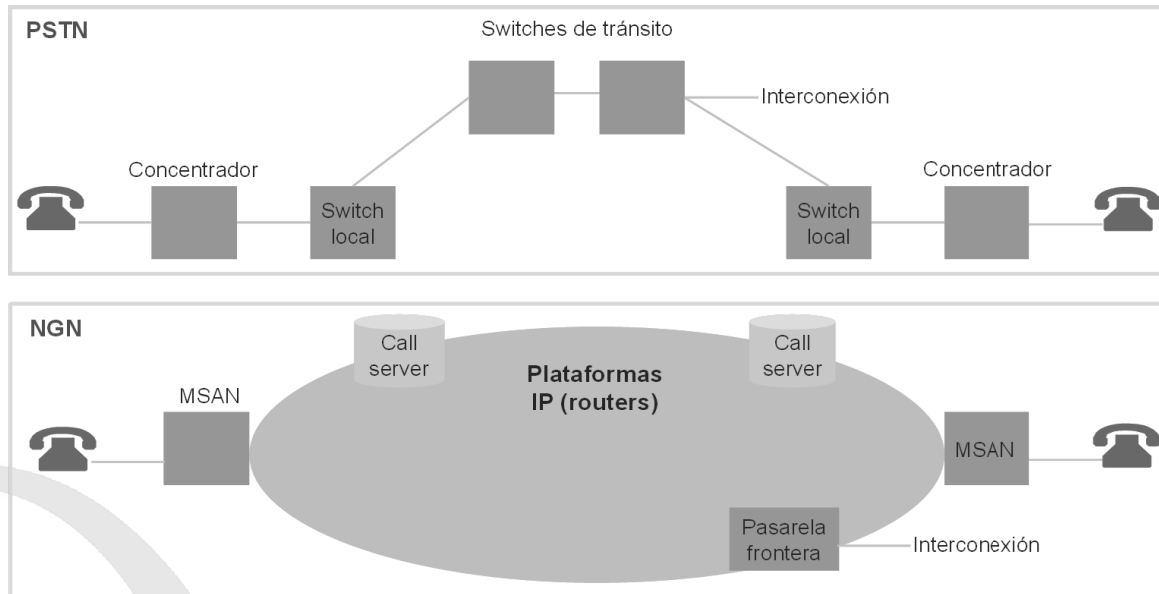 PSTN
Switches de tránsito
Interconexión
Concentrador
Concentrador
Switch
local
Switch
local
NGN
Call
server
Call
server
Plataformas
IP (routers)
MSAN
MSAN
Pasarela
frontera
Interconexión